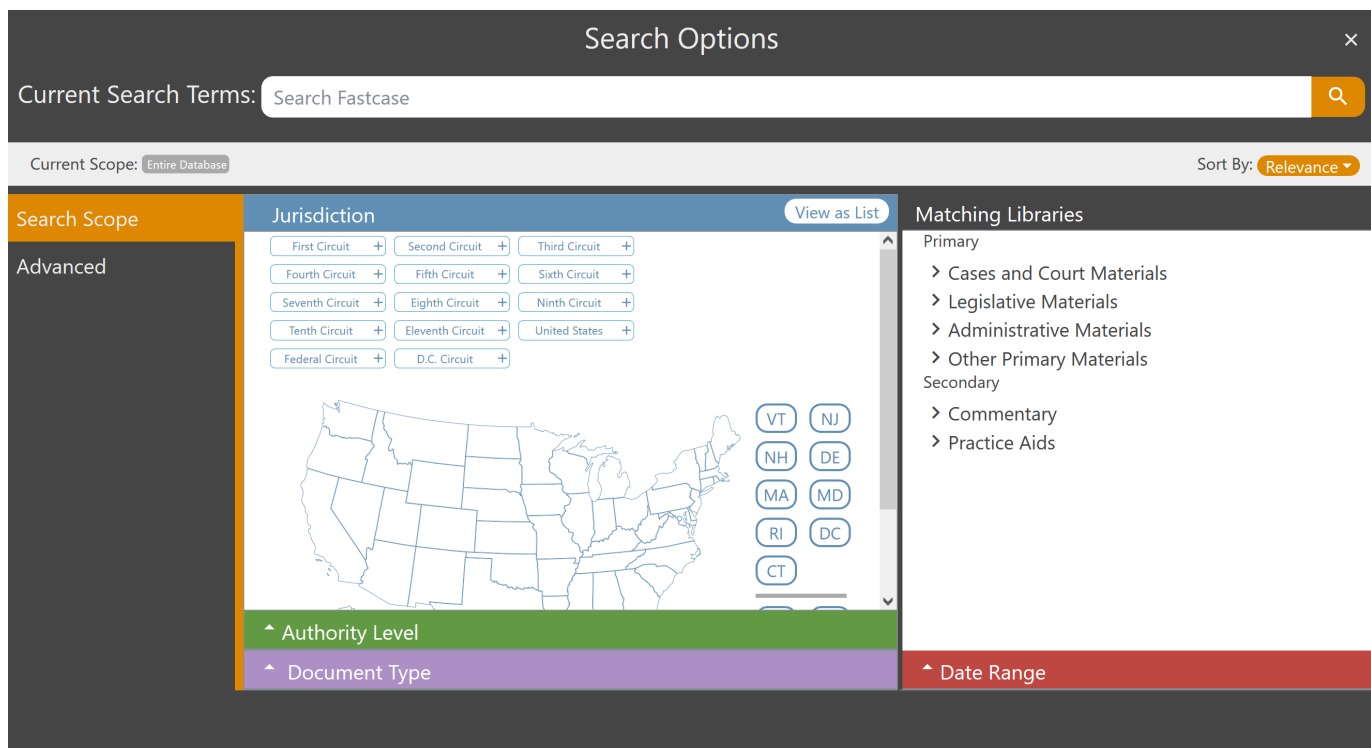 Search Options
×
Current Search Terms: Search Fastcase
Current Scope: Entire Database
Sort By: Relevance
Search Scope
Advanced
Jurisdiction
View as List
First Circuit + Second Circuit + Third Circuit +
Fourth Circuit + Fifth Circuit + Sixth Circuit +
Seventh Circuit + Eighth Circuit + Ninth Circuit +
Tenth Circuit + Eleventh Circuit + United States +
Federal Circuit + D.C. Circuit +
VT NJ
NH DE
MA MD
RI DC
CT
Authority Level
Document Type
Matching Libraries
Primary
Cases and Court Materials
Legislative Materials
Administrative Materials
Other Primary Materials
Secondary
Commentary
Practice Aids
Date Range